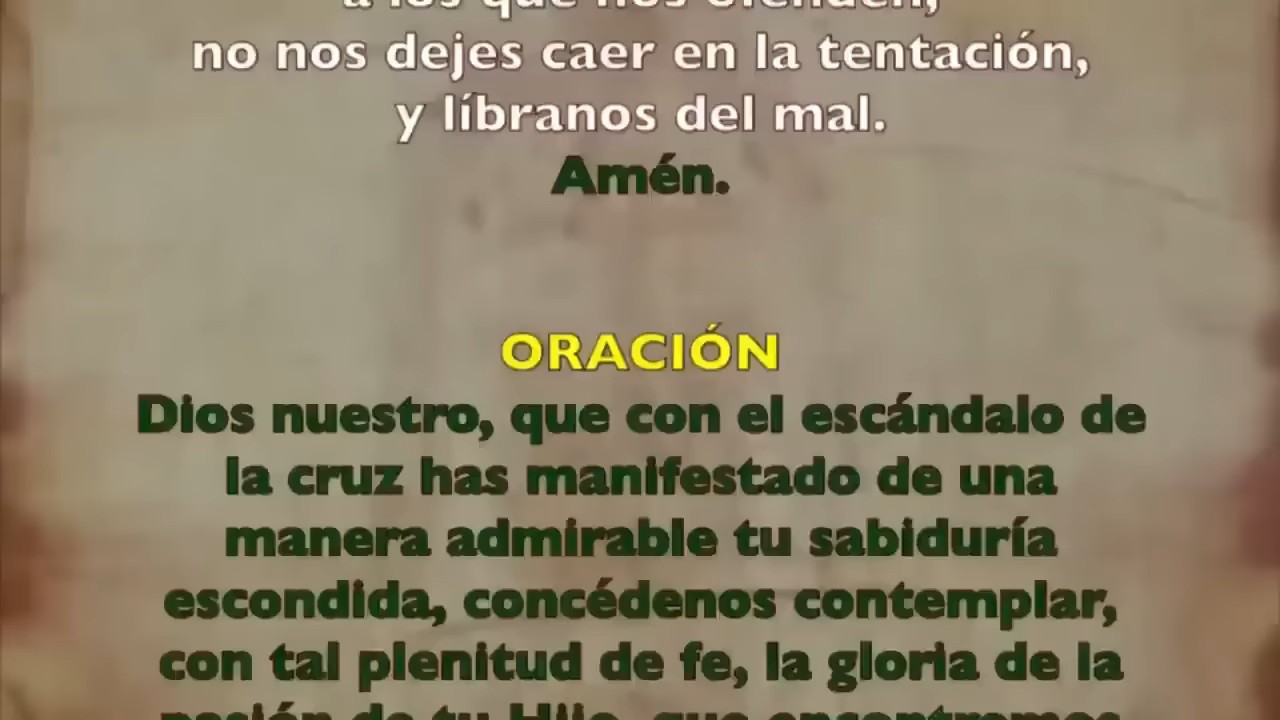 a los que nos ofenden,
no nos dejes caer en la tentación,
y líbranos del mal.
Amén.
ORACIÓN
Dios nuestro, que con el escándalo de
la cruz has manifestado de una
manera admirable tu sabiduría
escondida, concédenos contemplar,
con tal plenitud de fe, la gloria de la
pasión de tu Hijo, que encontremos